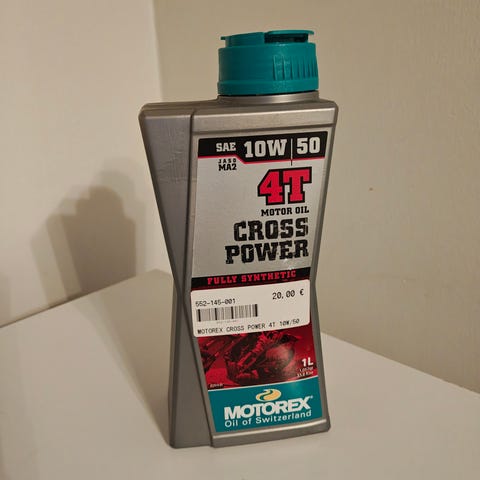 SAE 10W|50
JASO
MA2
4T
MOTOR OIL
CROSS
POWER
FULLY SYNTHETIC
552-145-001 20,00 €
MOTOREX CROSS POWER 4T 10W/50
1L
MOTOREX
Oil of Switzerland